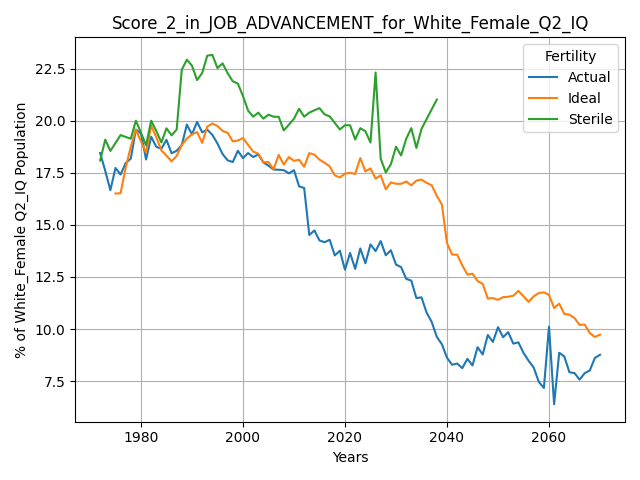 Score_2_in_JOB_ADVANCEMENT_for_White_Female_Q2_IQ
% of White_Female Q2_IQ Population
22.5
20.0
17.5
15.0
12.5
10.0
7.5
Fertility
Actual
Ideal
Sterile
1980
2000
2020
2040
2060
Years